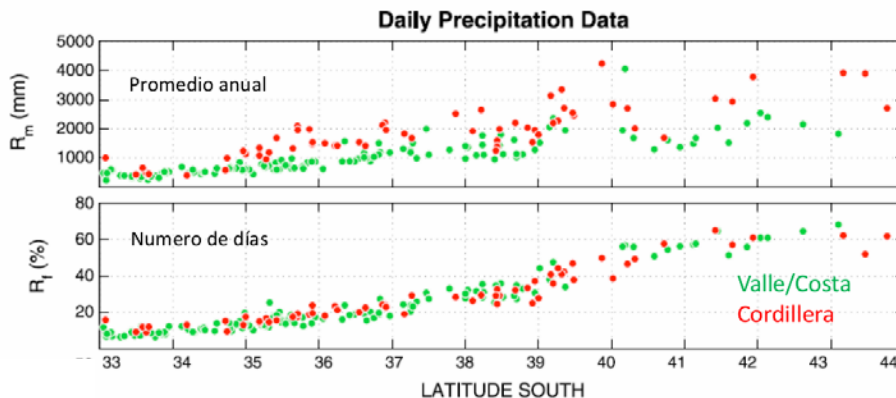 Daily Precipitation Data
5000
4000
3000
2000
1000
R_m (mm)
Promedio anual
80
60
40
20
R_f (%)
Numero de días
Valle/Costa
Cordillera
33 34 35 36 37 38 39 40 41 42 43 44
LATITUDE SOUTH